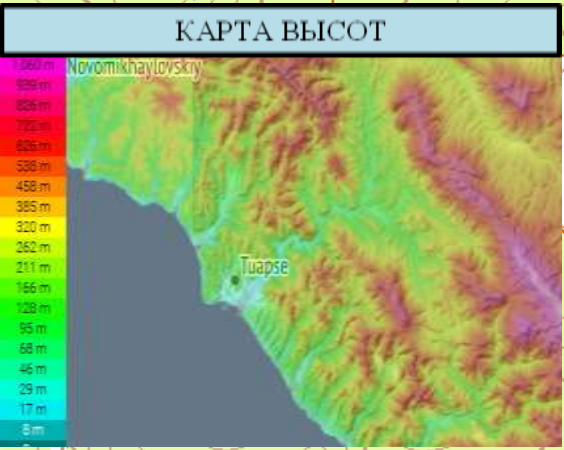 КАРТА ВЫСОТ
1,060 m
939 m
826 m
722 m
626 m
538 m
458 m
385 m
320 m
262 m
211 m
166 m
128 m
95 m
68 m
46 m
29 m
17 m
8 m
Novomikhaylovskiy
Tuapse